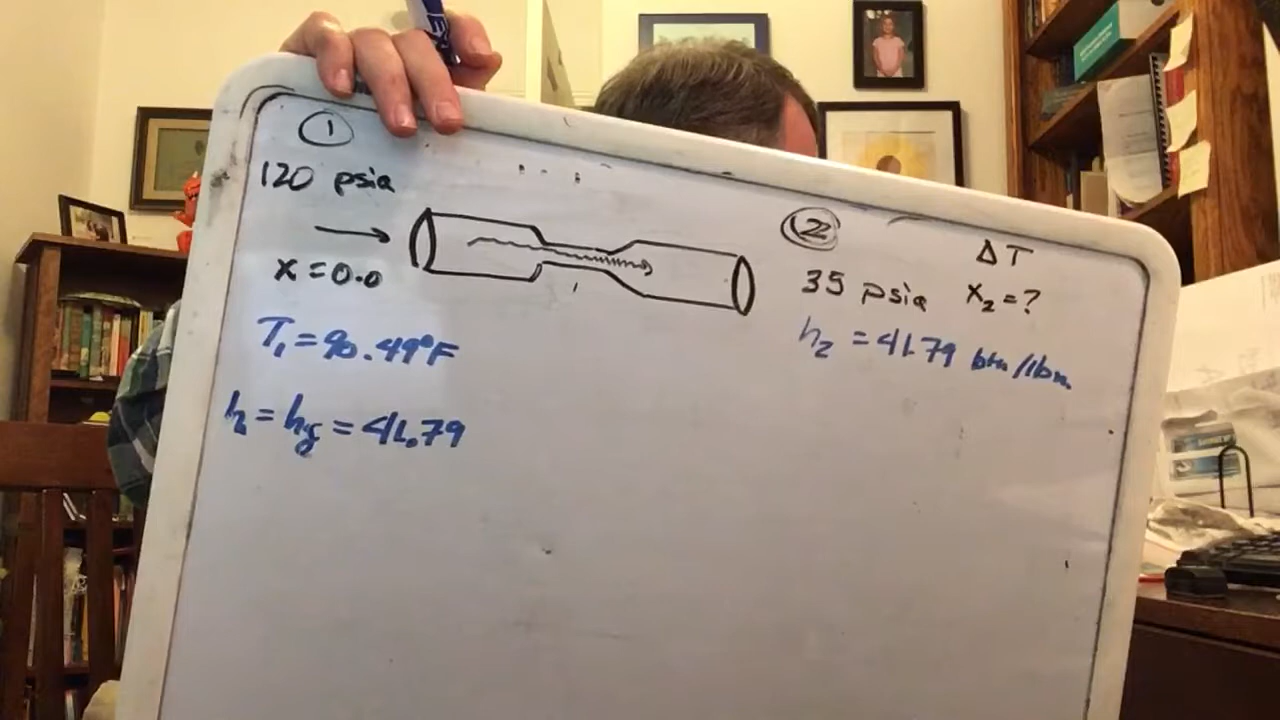 ①
120 psia
x = 0.0
T₁ = 90.49°F
h₁ = hf = 41.79
②
ΔT
35 psia x₂ = ?
h₂ = 41.79 btu/lbm